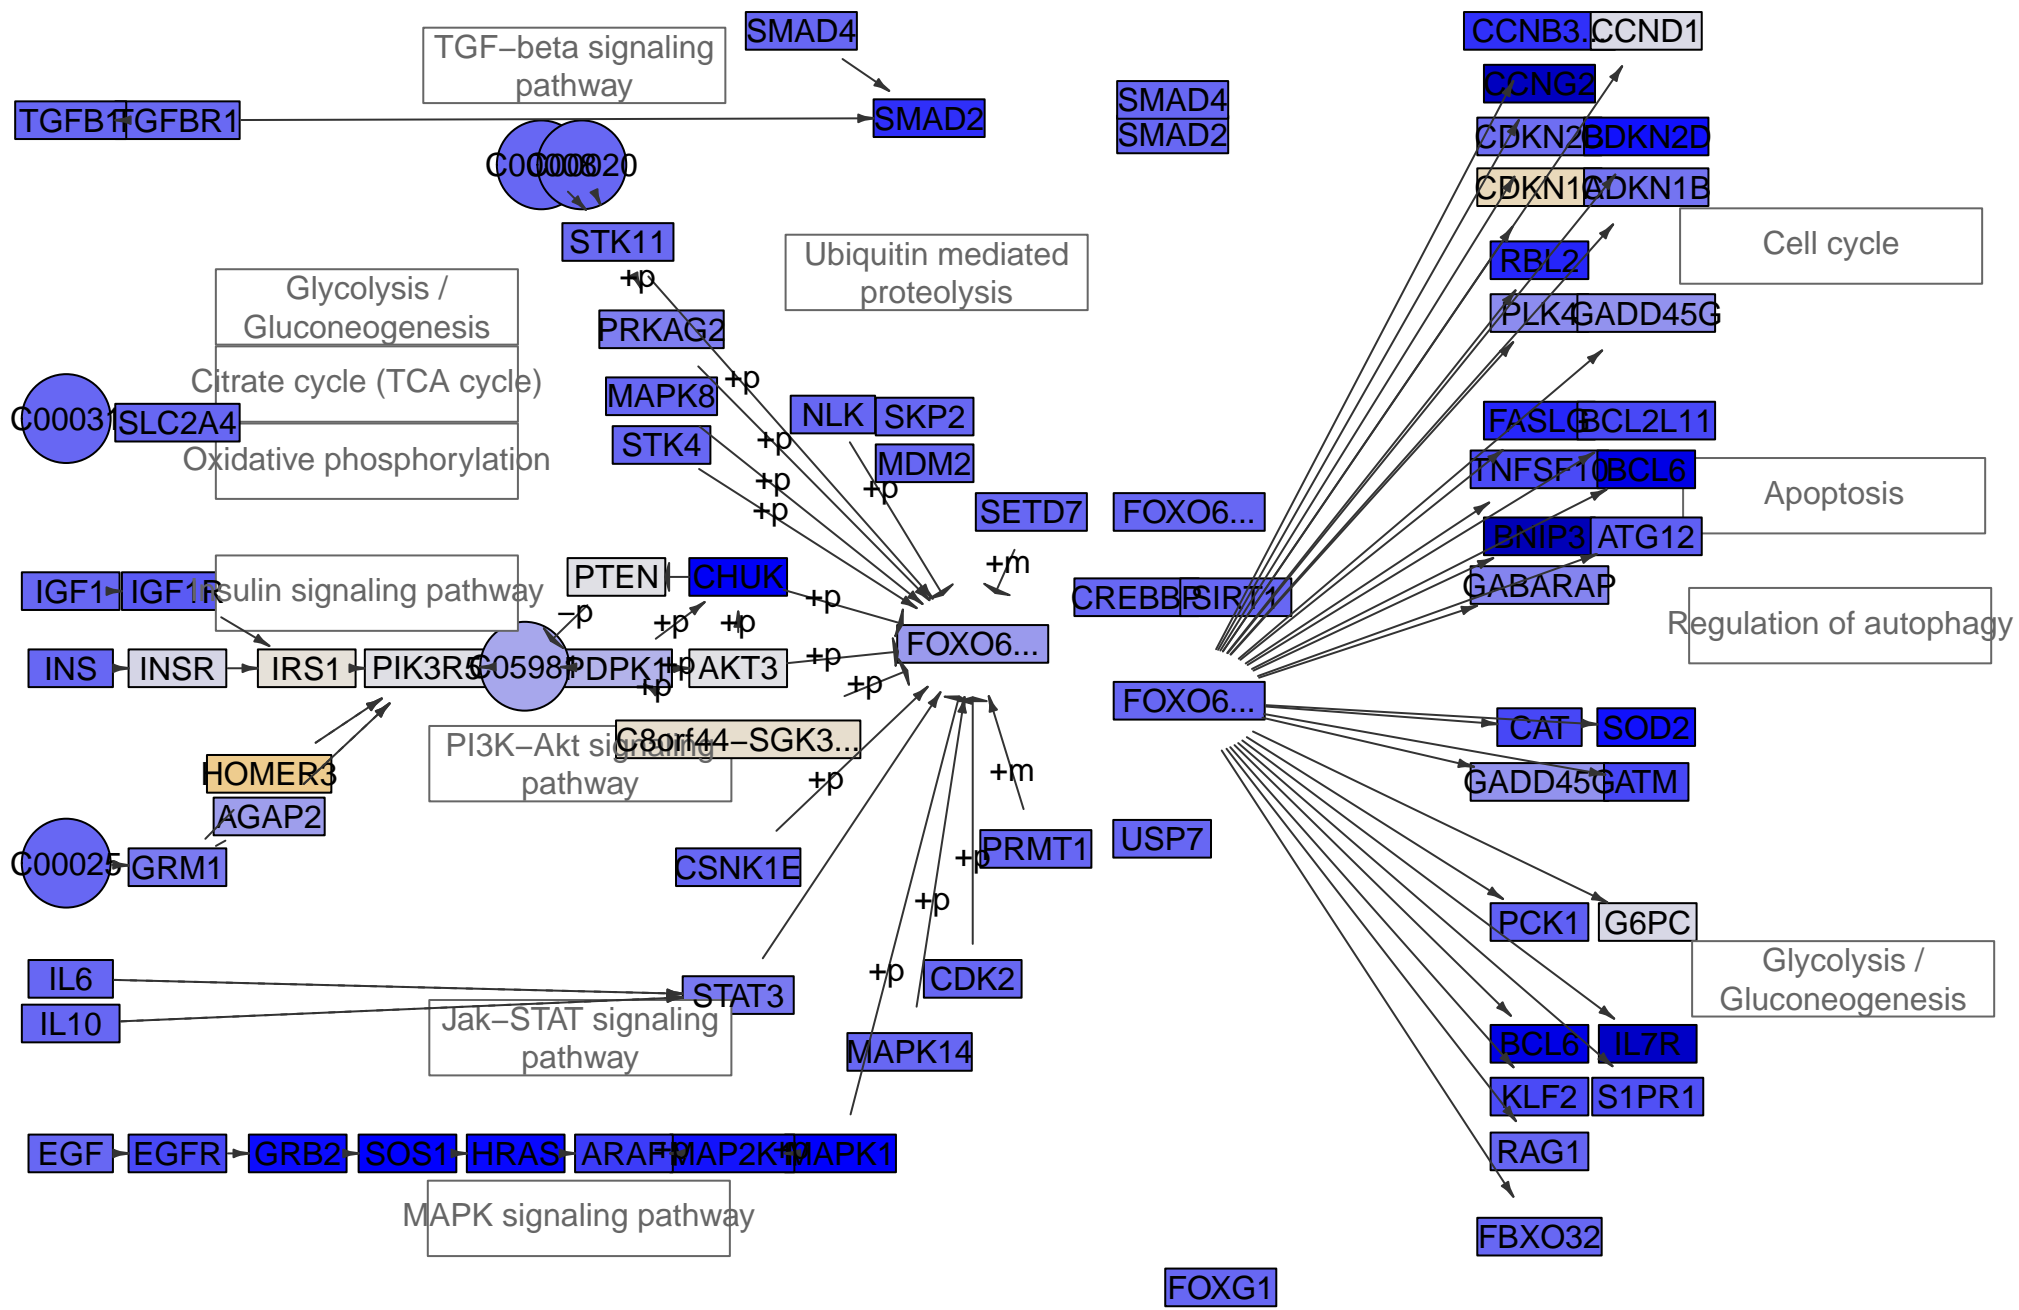 SMAD4
CCNB3...
CCND1
TGF−beta signaling
pathway
CCNG2
SMAD4
TGFB1
TGFBR1
SMAD2
SMAD2
CDKN2B
CDKN2D
C00020
CDKN1A
CDKN1B
STK11
Ubiquitin mediated
proteolysis
Cell cycle
RBL2
+p
Glycolysis /
Gluconeogenesis
PRKAG2
PLK4
GADD45G
Citrate cycle (TCA cycle)
+p
MAPK8
NLK
SKP2
C00031
SLC2A4
FASLG
BCL2L11
STK4
+p
Oxidative phosphorylation
MDM2
TNFSF10
BCL6
+p
+p
Apoptosis
+p
SETD7
FOXO6...
BNIP3
ATG12
+m
IGF1
IGF1R
Insulin signaling pathway
PTEN
CHUK
GABARAP
+p
CREBBP
SIRT1
−p
+p
+p
Regulation of autophagy
FOXO6...
INS
INSR
IRS1
PIK3R5
C05981
PDPK1
+p
AKT3
+p
+p
+p
FOXO6...
CAT
SOD2
C8orf44−SGK3...
PI3K−Akt signaling
pathway
HOMER3
+p
+m
GADD45G
GATM
AGAP2
USP7
PRMT1
C00025
GRM1
CSNK1E
+p
+p
PCK1
G6PC
IL6
+p
CDK2
Glycolysis /
Gluconeogenesis
STAT3
IL10
Jak−STAT signaling
pathway
MAPK14
BCL6
IL7R
KLF2
S1PR1
EGF
EGFR
GRB2
SOS1
HRAS
ARAF
+p
MAP2K1
+p
MAPK1
RAG1
MAPK signaling pathway
FBXO32
FOXG1